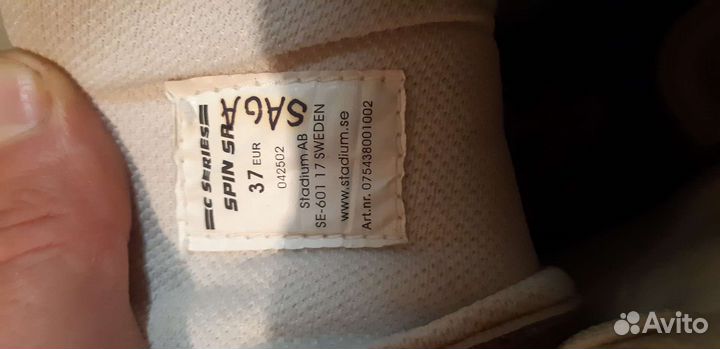 C SERIES
SPIN SR
SAGA
37 EUR
042502
Stadium AB
SE-601 17 SWEDEN
www.stadium.se
Art.nr. 075438001002
Avito